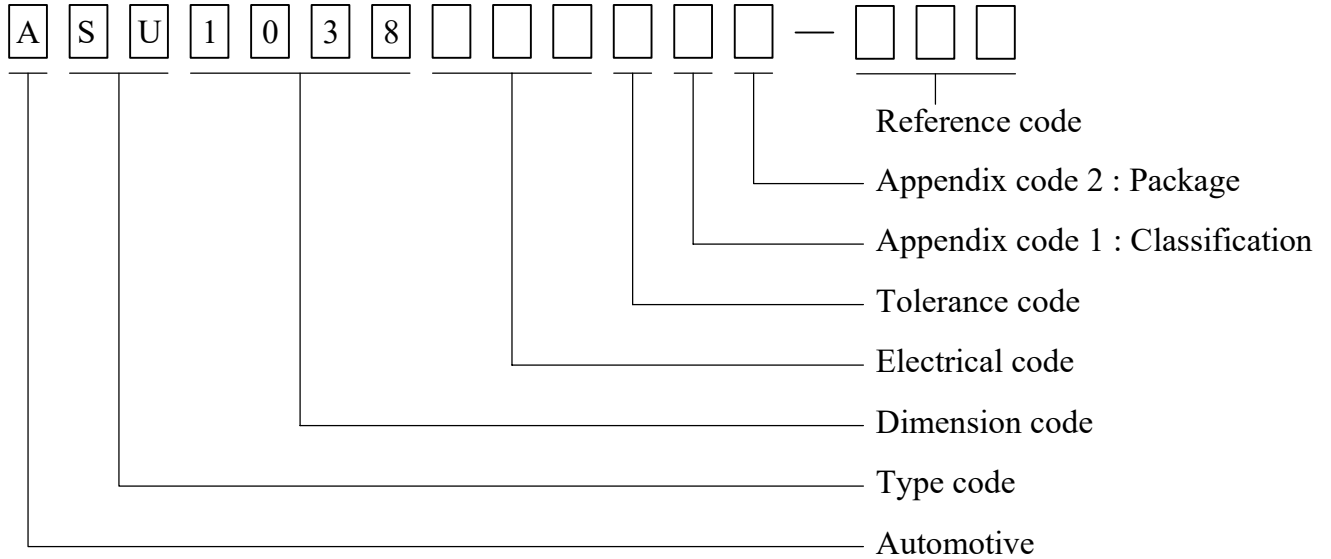 A S U 1 0 3 8 —
Reference code
Appendix code 2 : Package
Appendix code 1 : Classification
Tolerance code
Electrical code
Dimension code
Type code
Automotive